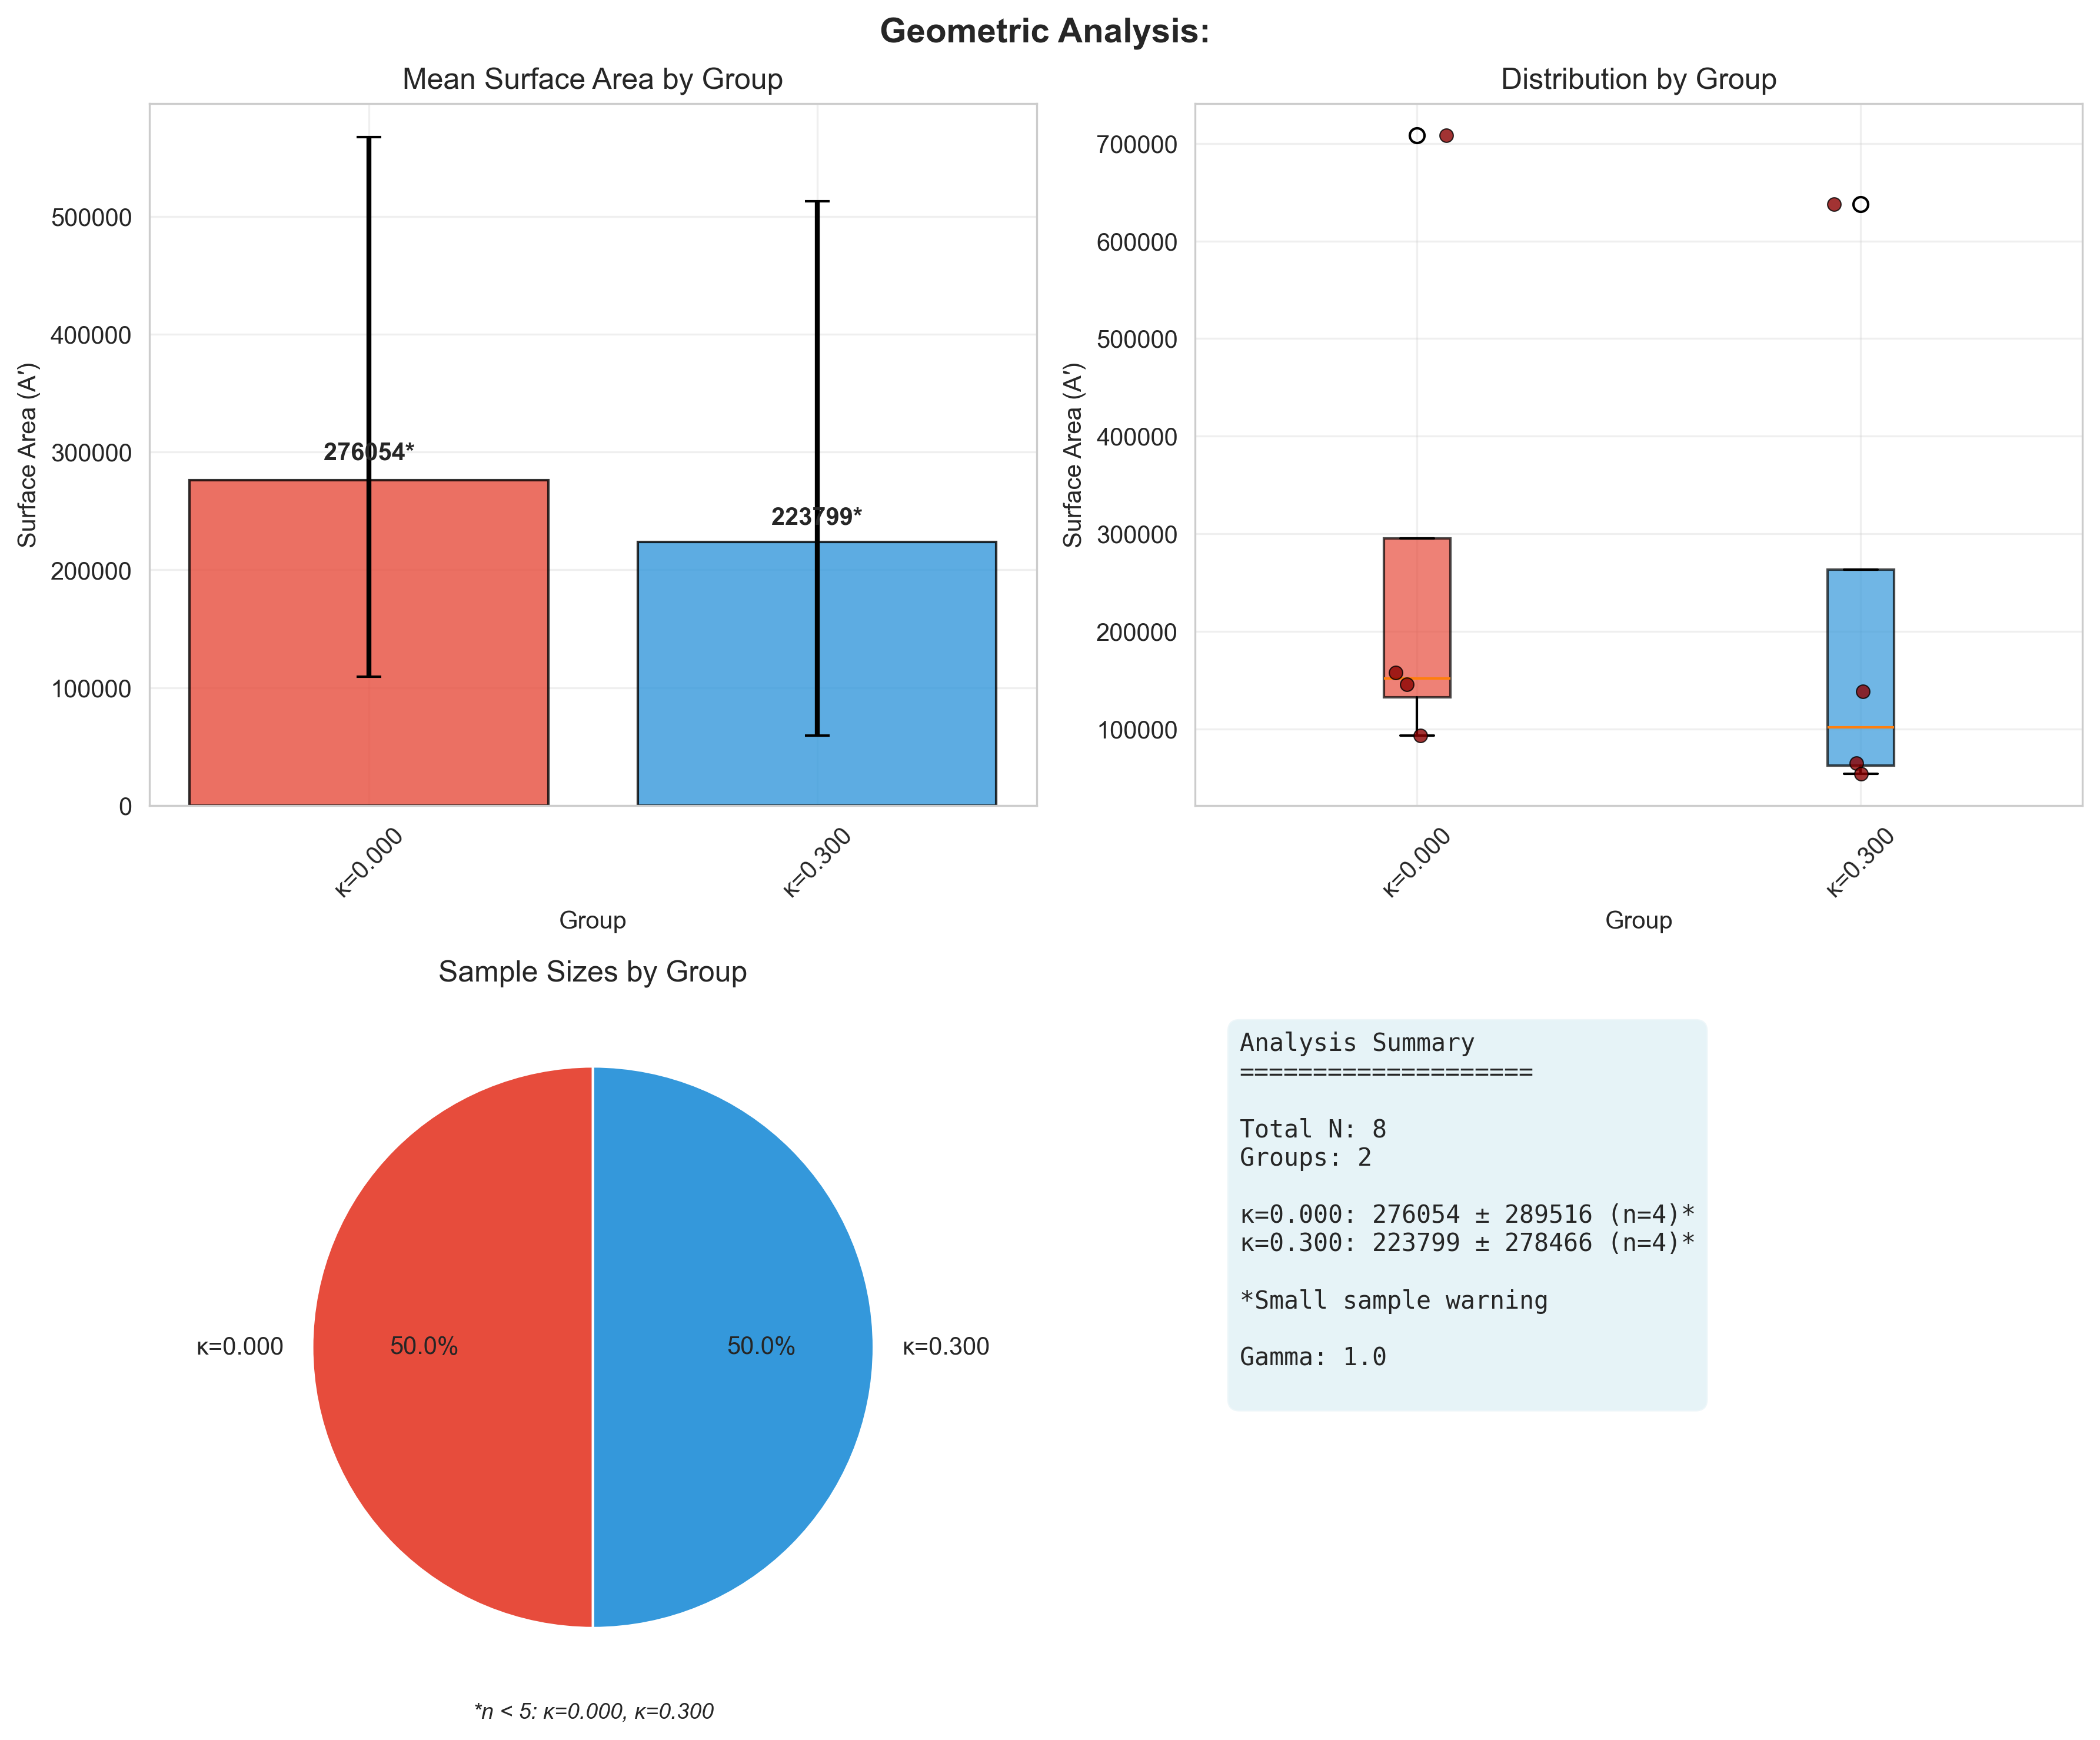 Geometric Analysis:
Mean Surface Area by Group
Surface Area (A')
500000
400000
300000
200000
100000
0
276054*
223799*
κ=0.000
κ=0.300
Group
Distribution by Group
Surface Area (A')
700000
600000
500000
400000
300000
200000
100000
κ=0.000
κ=0.300
Group
Sample Sizes by Group
κ=0.000
50.0%
50.0%
κ=0.300
*n < 5: κ=0.000, κ=0.300
Analysis Summary
====================
Total N: 8
Groups: 2
κ=0.000: 276054 ± 289516 (n=4)*
κ=0.300: 223799 ± 278466 (n=4)*
*Small sample warning
Gamma: 1.0